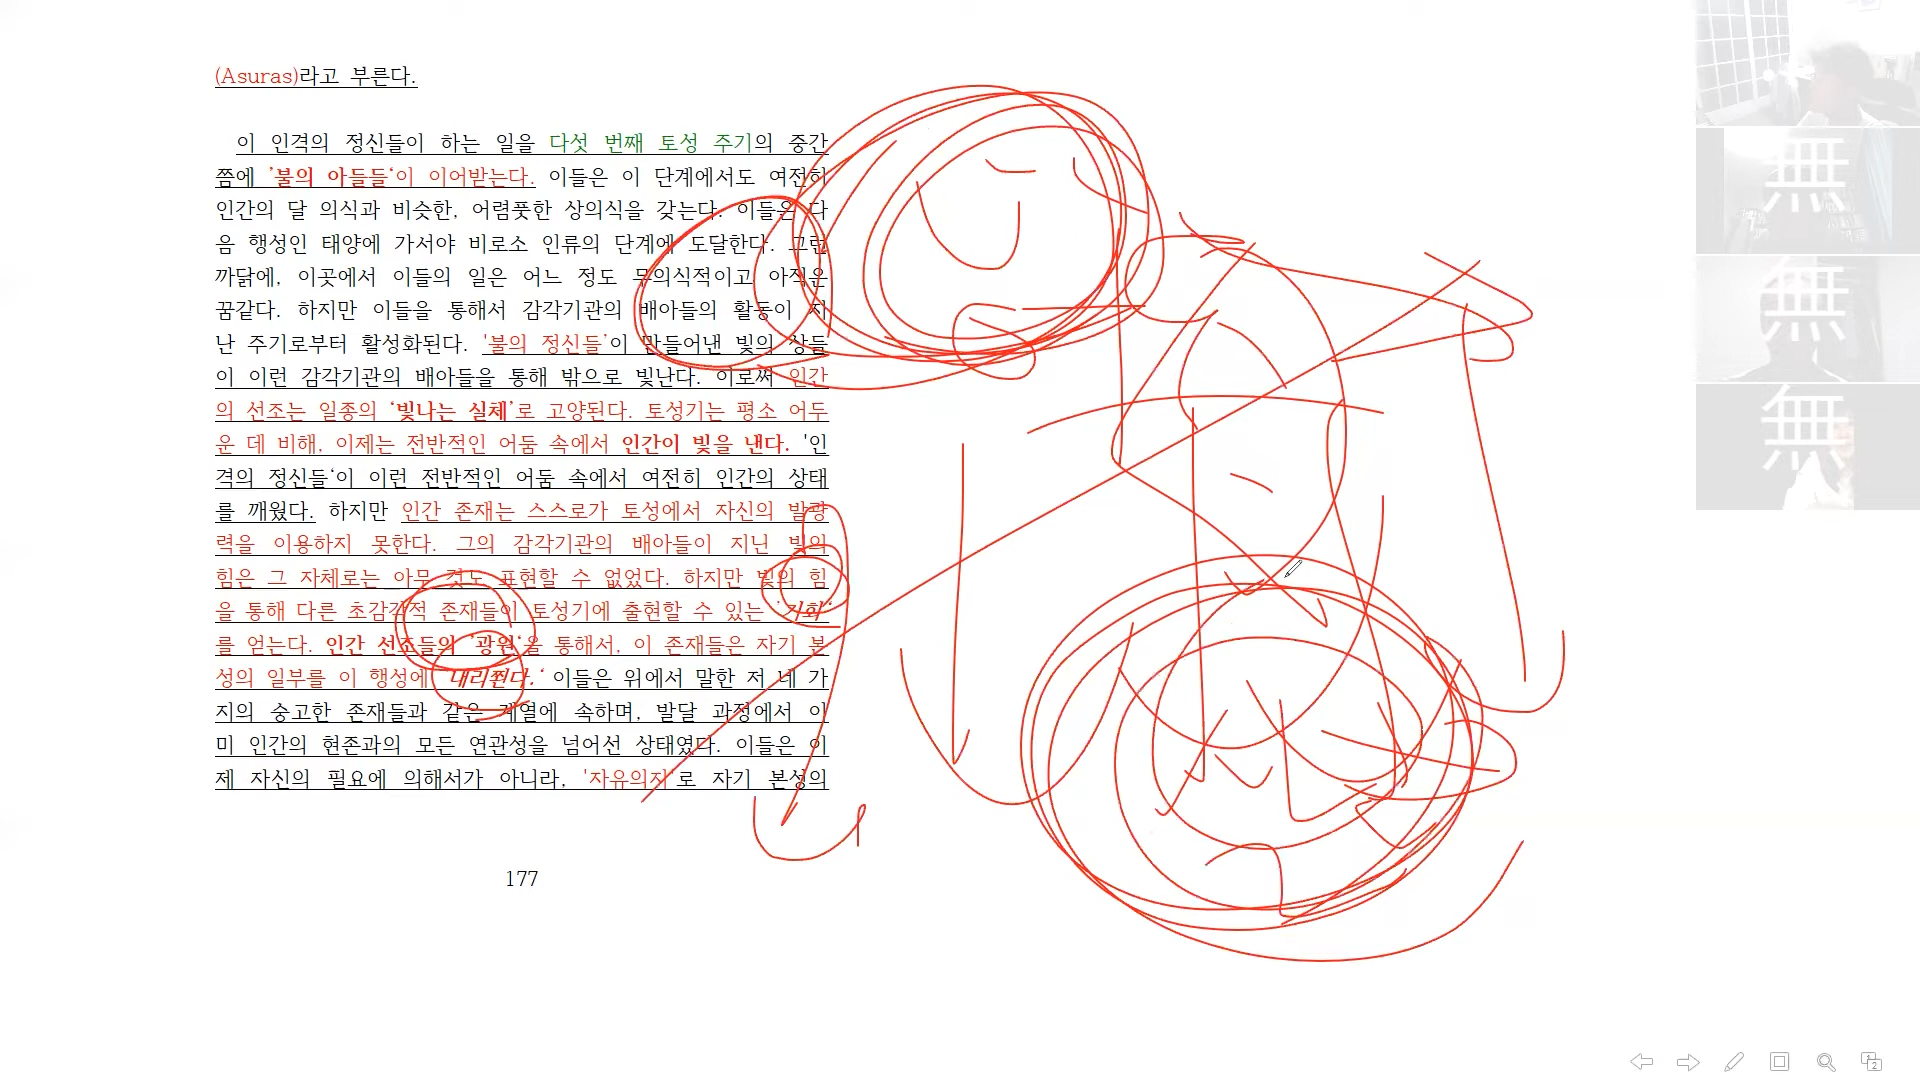 (Asuras)라고 부른다.
이 인격의 정신들이 하는 일을 다섯 번째 토성 주기의 중간
쯤에 ’불의 아들들‘이 이어받는다. 이들은 이 단계에서도 여전히
인간의 달 의식과 비슷한, 어렴풋한 상의식을 갖는다. 이들은 다
음 행성인 태양에 가서야 비로소 인류의 단계에 도달한다. 그런
까닭에, 이곳에서 이들의 일은 어느 정도 무의식적이고 아직은
꿈같다. 하지만 이들을 통해서 감각기관의 배아들의 활동이 지
난 주기로부터 활성화된다. '불의 정신들’이 만들어낸 빛의 상들
이 이런 감각기관의 배아들을 통해 밖으로 빛난다. 이로써 인간
의 선조는 일종의 ‘빛나는 실체’로 고양된다. 토성기는 평소 어두
운 데 비해, 이제는 전반적인 어둠 속에서 인간이 빛을 낸다. '인
격의 정신들‘이 이런 전반적인 어둠 속에서 여전히 인간의 상태
를 깨웠다. 하지만 인간 존재는 스스로가 토성에서 자신의 발광
력을 이용하지 못한다. 그의 감각기관의 배아들이 지닌 빛의
힘은 그 자체로는 아무 것도 표현할 수 없었다. 하지만 빛의 힘
을 통해 다른 초감각적 존재들이 토성기에 출현할 수 있는 ’기회‘
를 얻는다. 인간 선조들의 ’광원‘을 통해서, 이 존재들은 자기 본
성의 일부를 이 행성에 ’내리쬔다.‘ 이들은 위에서 말한 저 네 가
지의 숭고한 존재들과 같은 계열에 속하며, 발달 과정에서 이
미 인간의 현존과의 모든 연관성을 넘어선 상태였다. 이들은 이
제 자신의 필요에 의해서가 아니라, '자유의지’로 자기 본성의
177
無
無
無